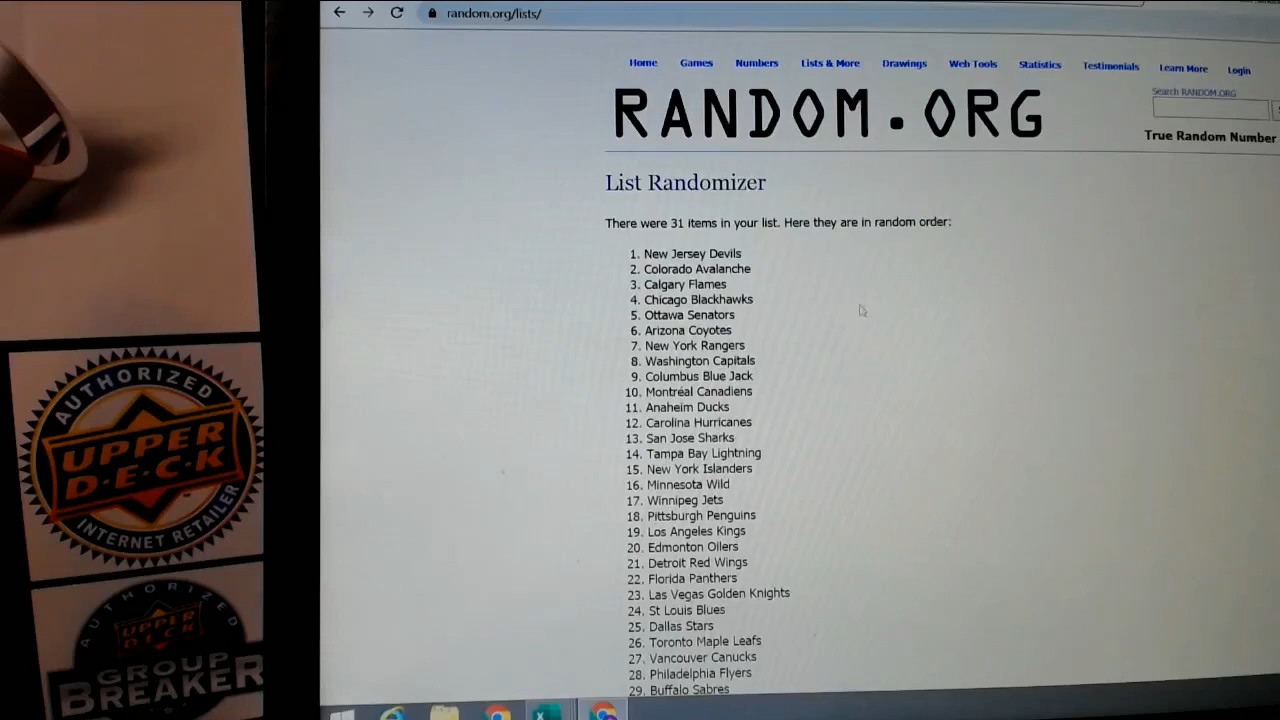 random.org/lists/
Home Games Numbers Lists & More Drawings Web Tools Statistics Testimonials Learn More Login
Search RANDOM.ORG
RANDOM.ORG
True Random Number
List Randomizer
There were 31 items in your list. Here they are in random order:
1. New Jersey Devils
2. Colorado Avalanche
3. Calgary Flames
4. Chicago Blackhawks
5. Ottawa Senators
6. Arizona Coyotes
7. New York Rangers
8. Washington Capitals
9. Columbus Blue Jack
10. Montréal Canadiens
11. Anaheim Ducks
12. Carolina Hurricanes
13. San Jose Sharks
14. Tampa Bay Lightning
15. New York Islanders
16. Minnesota Wild
17. Winnipeg Jets
18. Pittsburgh Penguins
19. Los Angeles Kings
20. Edmonton Oilers
21. Detroit Red Wings
22. Florida Panthers
23. Las Vegas Golden Knights
24. St Louis Blues
25. Dallas Stars
26. Toronto Maple Leafs
27. Vancouver Canucks
28. Philadelphia Flyers
29. Buffalo Sabres
AUTHORIZED
UPPER
D·E·C·K
INTERNET RETAILER
AUTHORIZED
UPPER
DECK
GROUP
BREAKER